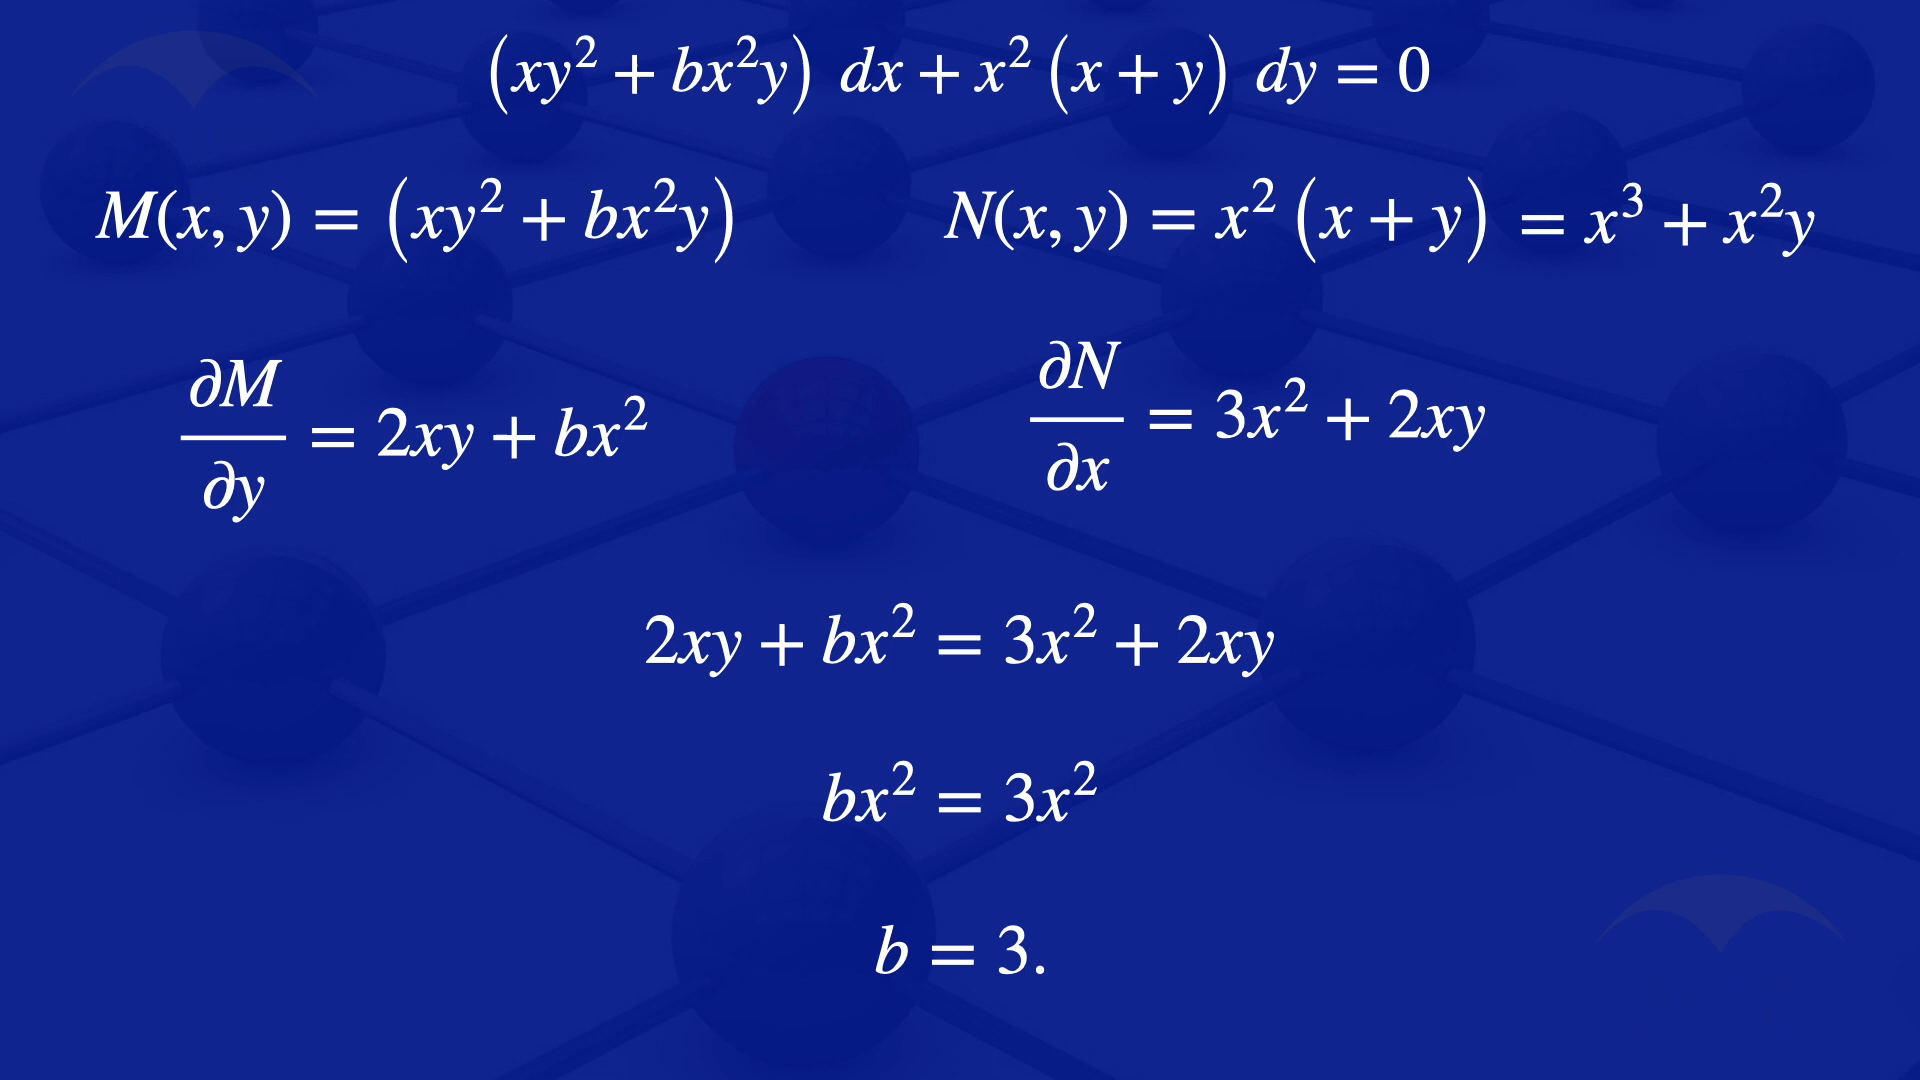 (xy² + bx²y) dx + x² (x + y) dy = 0
M(x, y) = (xy² + bx²y) N(x, y) = x² (x + y) = x³ + x²y
∂M/∂y = 2xy + bx² ∂N/∂x = 3x² + 2xy
2xy + bx² = 3x² + 2xy
bx² = 3x²
b = 3.